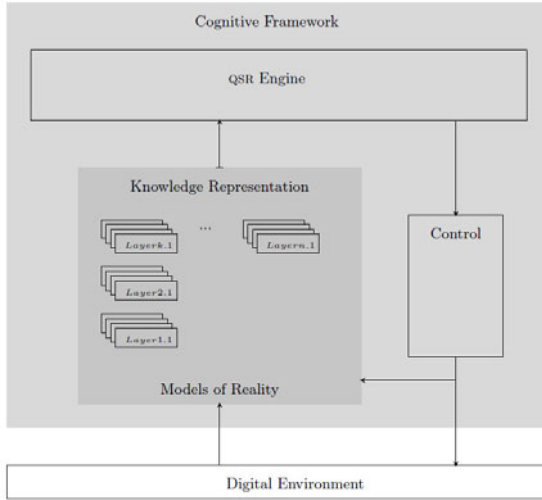 Cognitive Framework
QSR Engine
Knowledge Representation
...
Layerk.1
Layern.1
Control
Layer2.1
Layer1.1
Models of Reality
Digital Environment